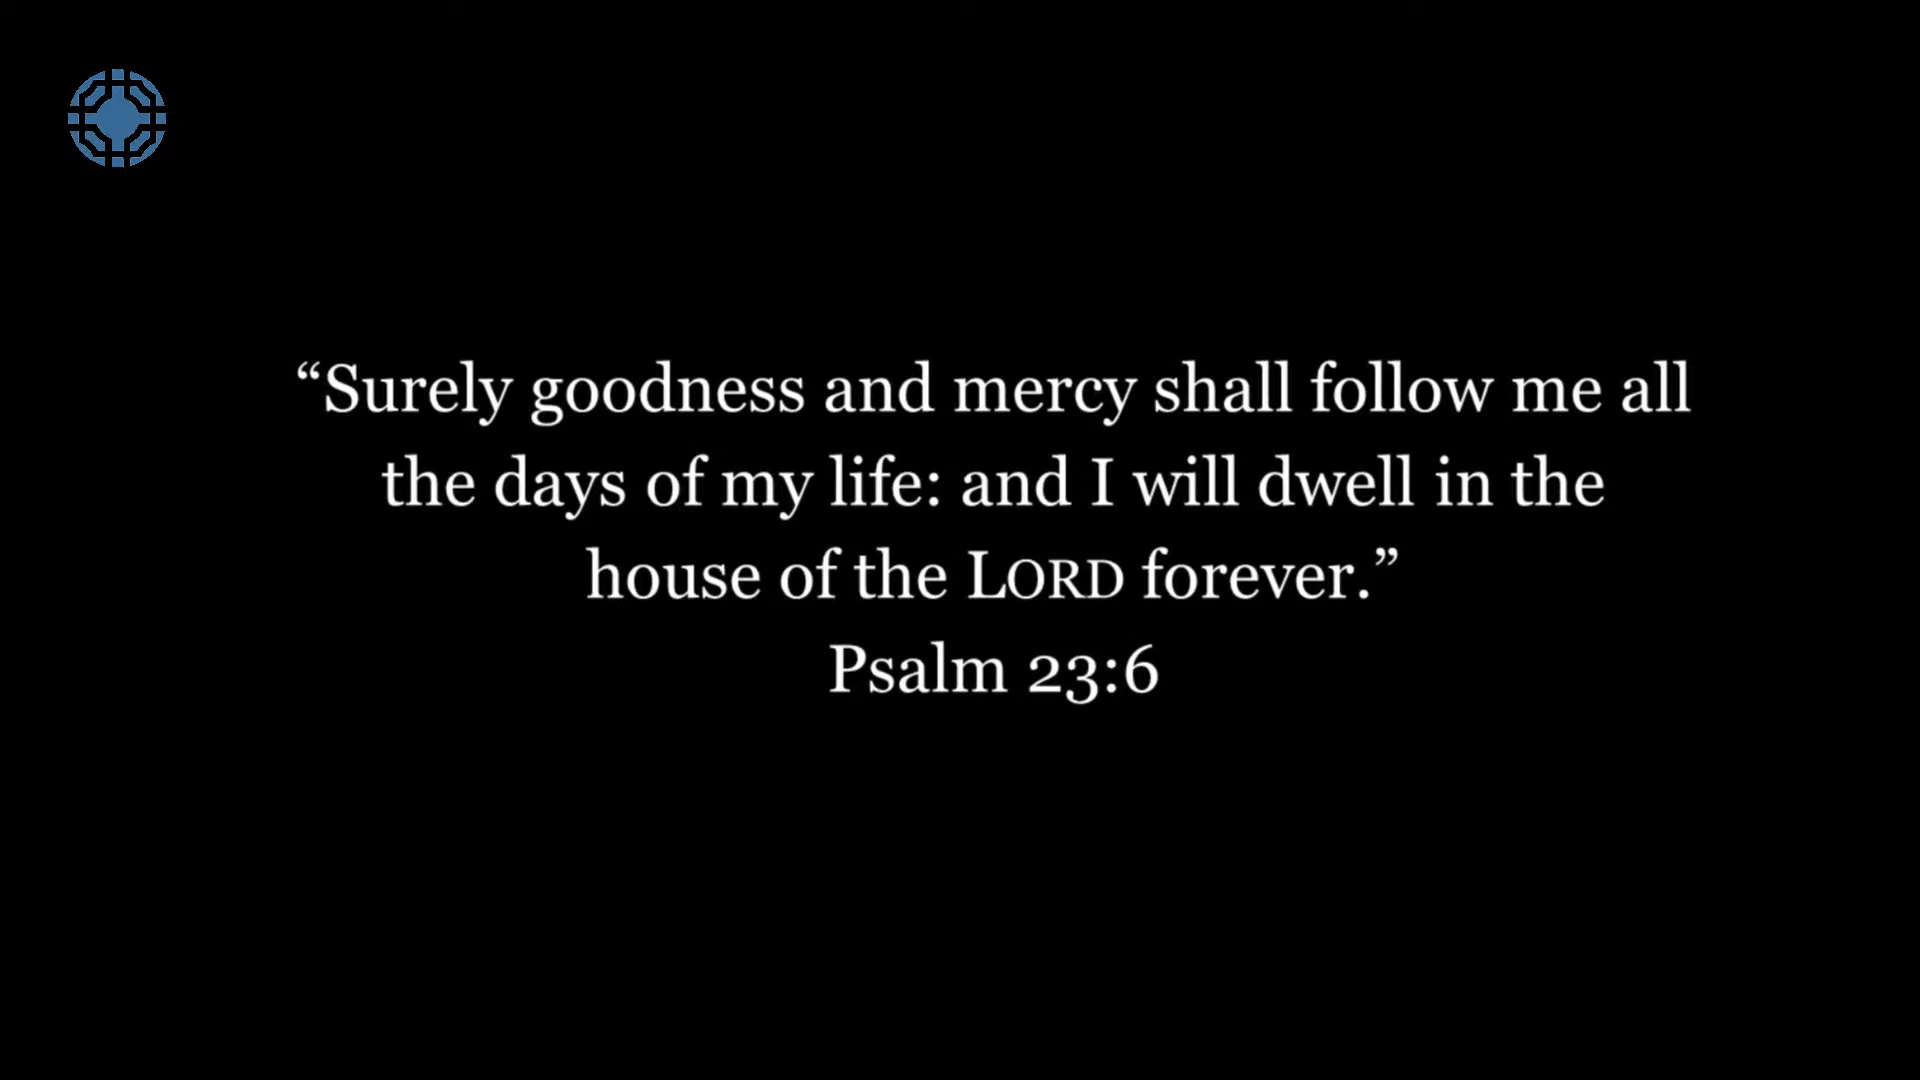 “Surely goodness and mercy shall follow me all
the days of my life: and I will dwell in the
house of the LORD forever.”
Psalm 23:6